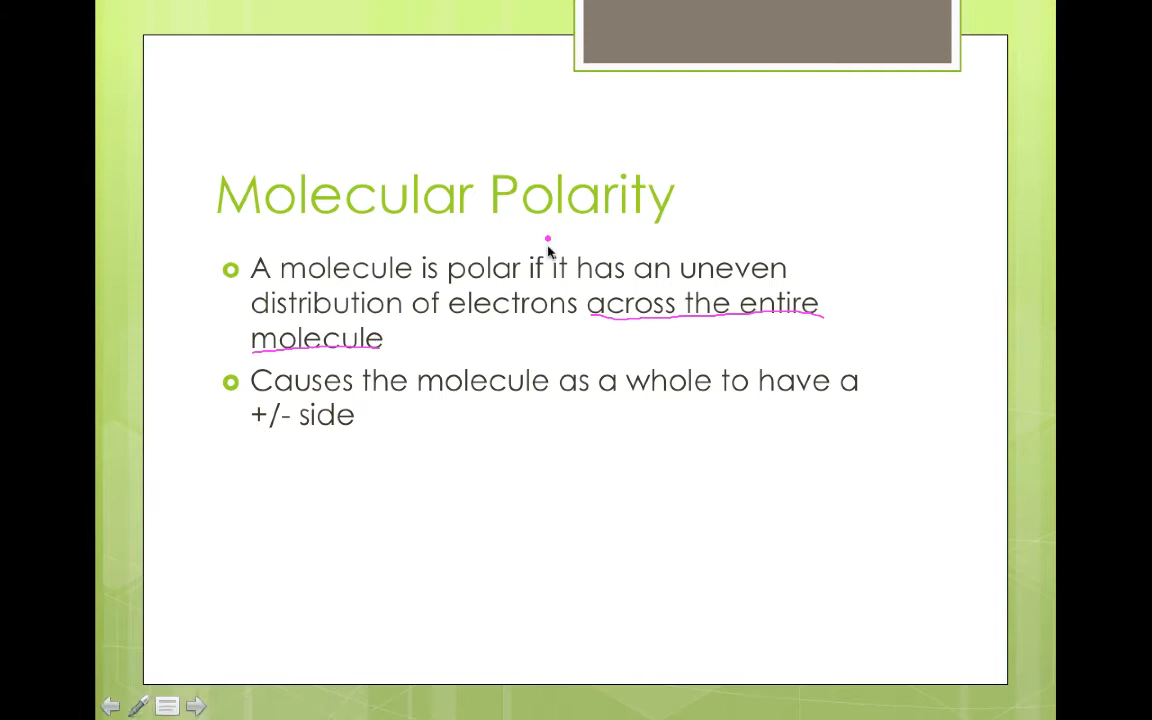 Molecular Polarity
A molecule is polar if it has an uneven
distribution of electrons across the entire
molecule
Causes the molecule as a whole to have a
+/- side